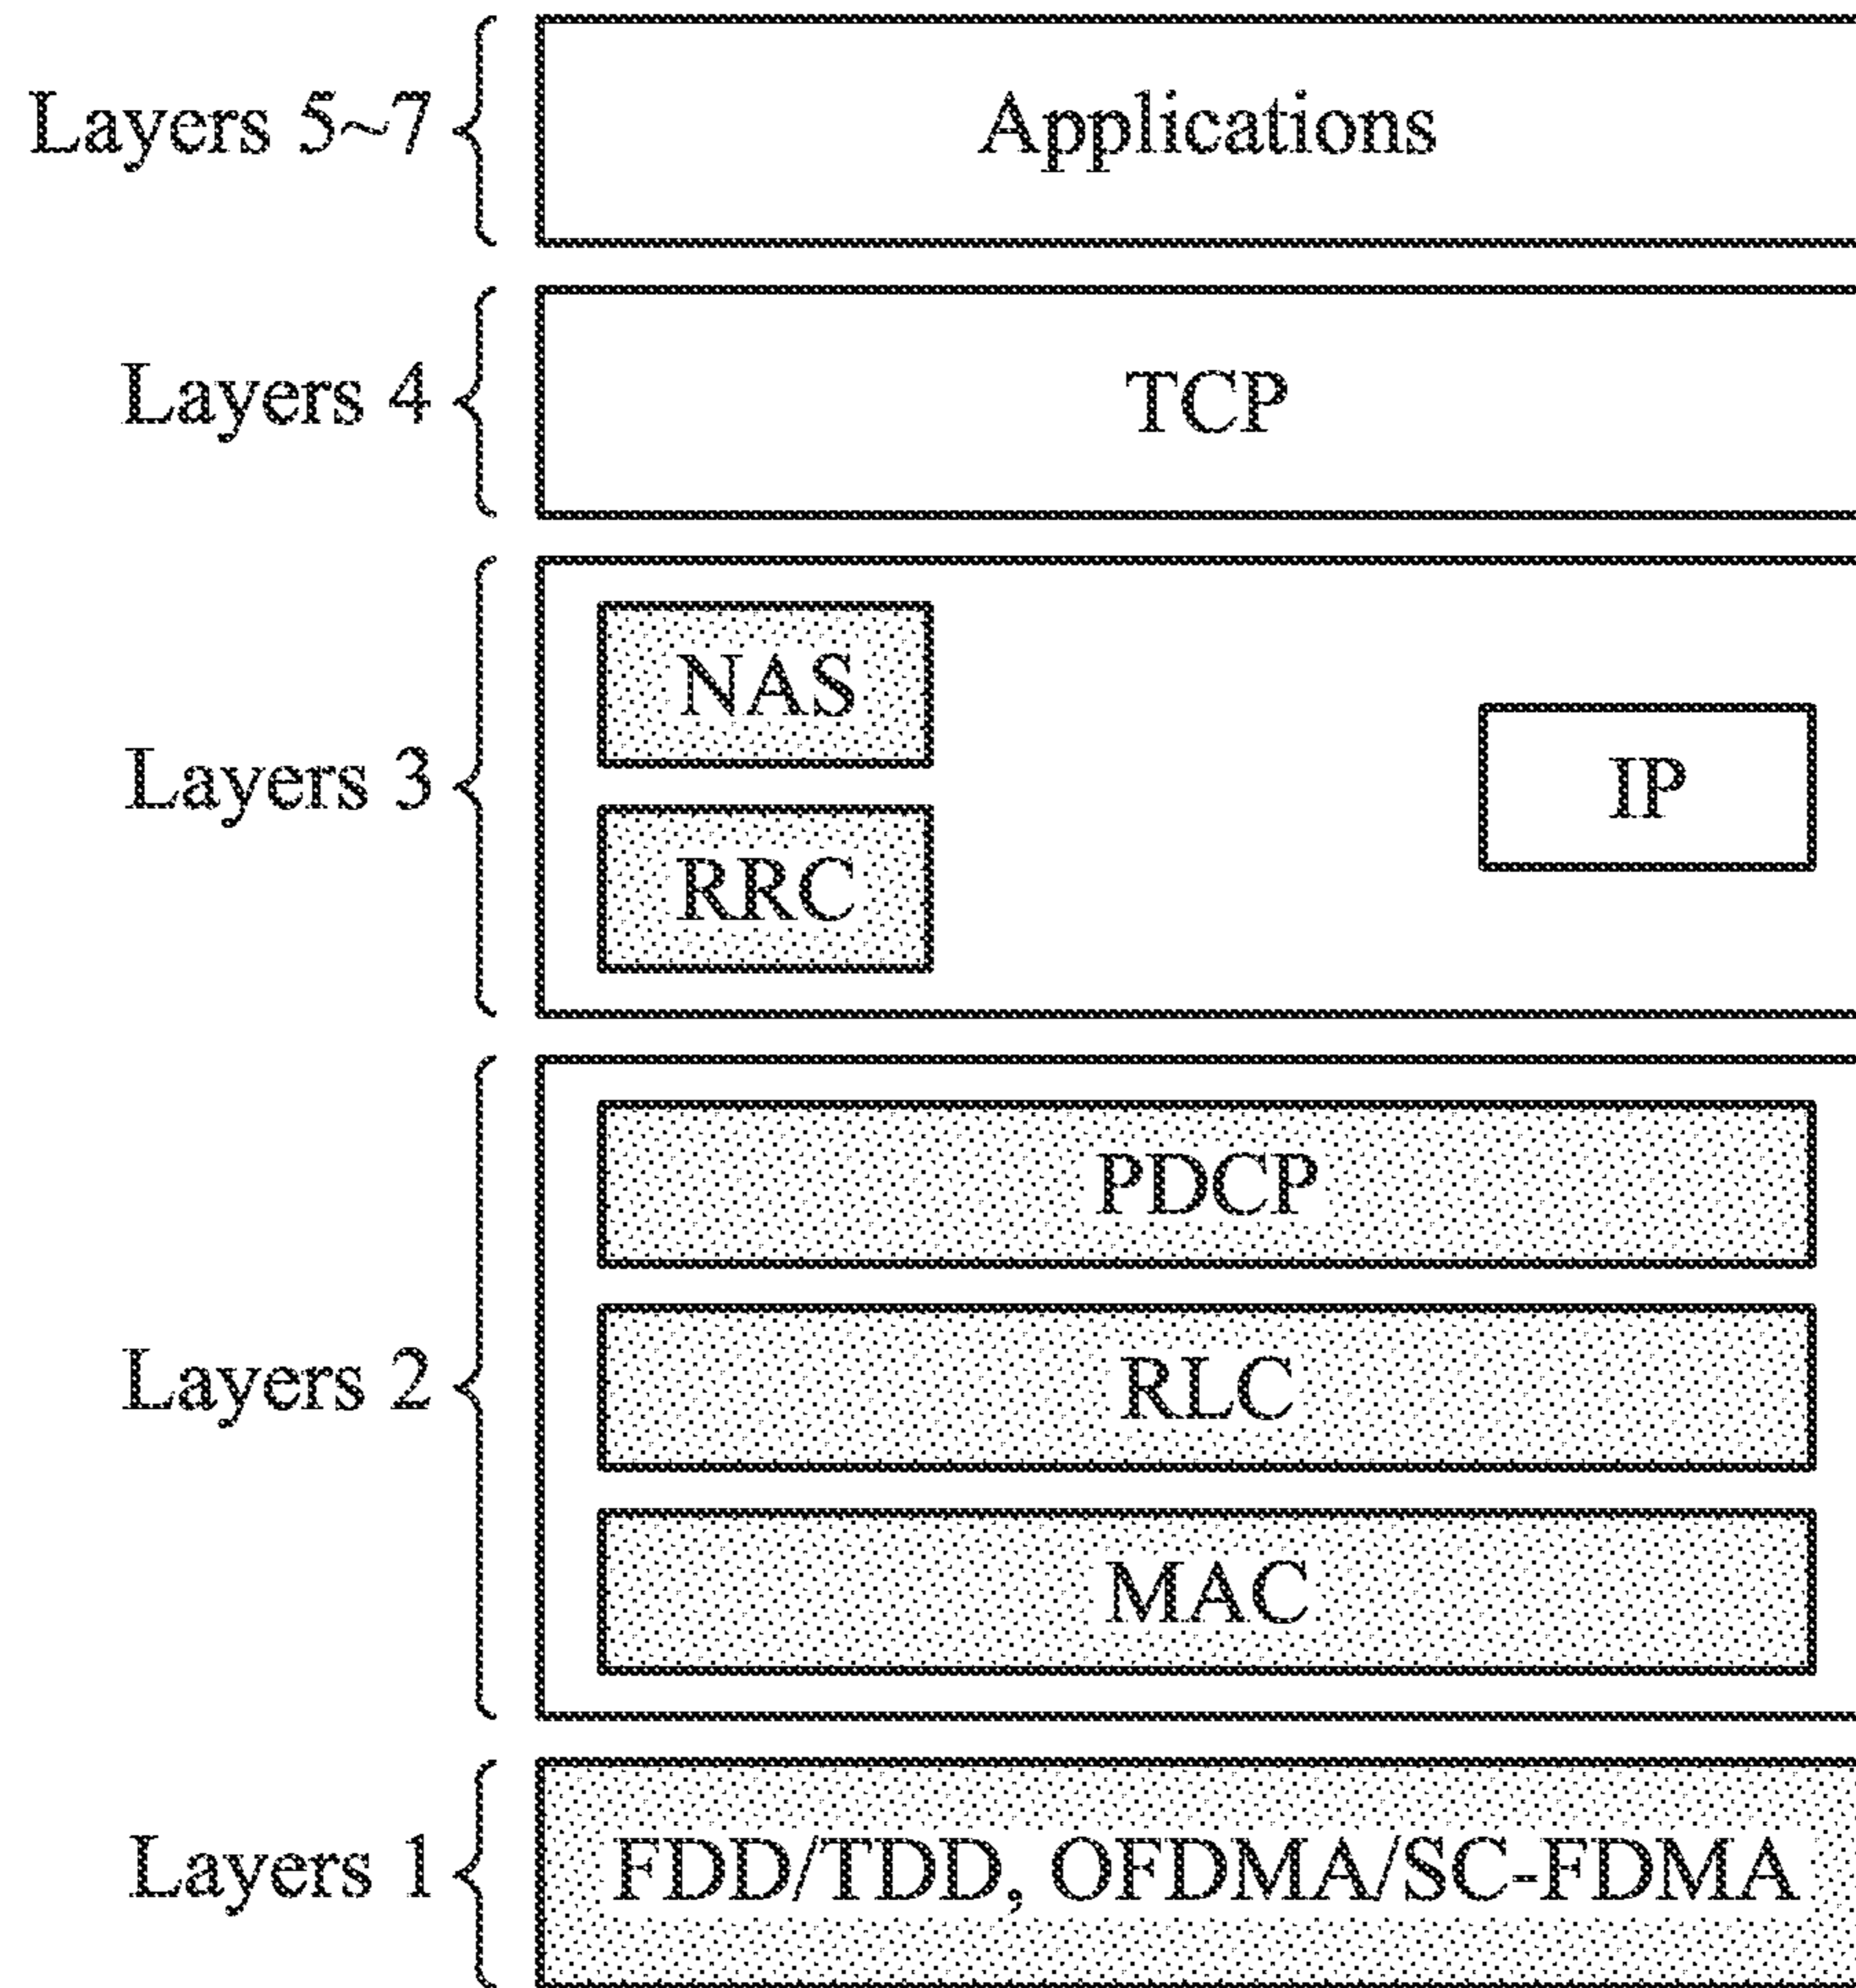 Layers 5~7
Applications
Layers 4
TCP
Layers 3
NAS
IP
RRC
Layers 2
PDCP
RLC
MAC
Layers 1
FDD/TDD, OFDMA/SC-FDMA